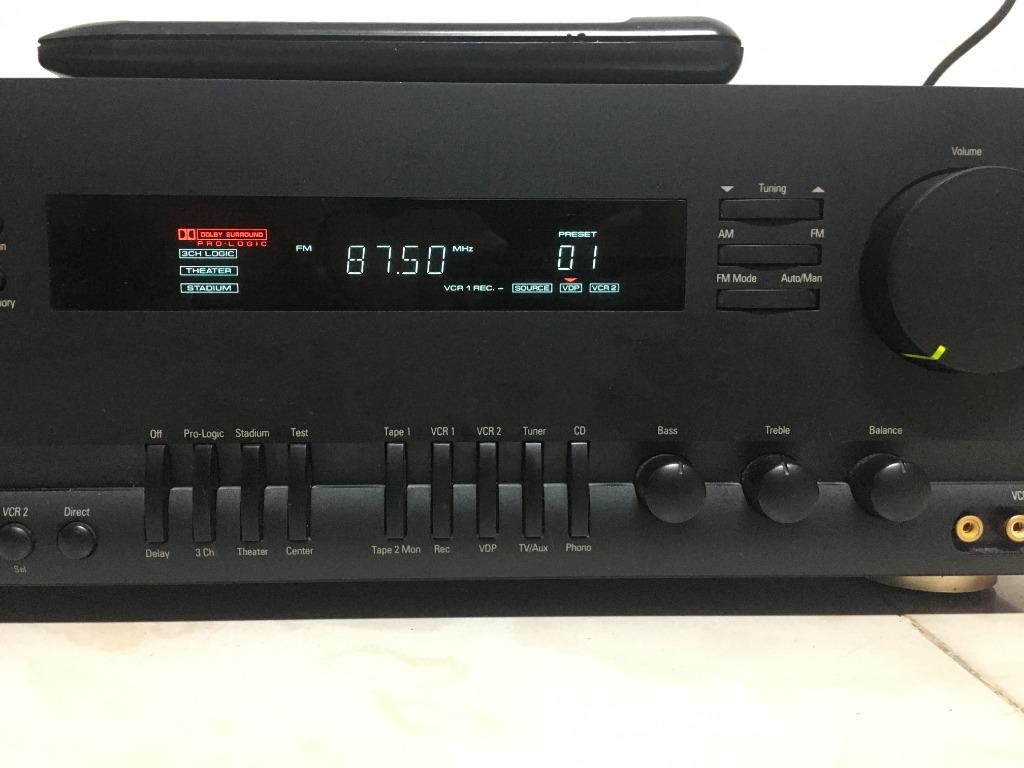 Volume
Tuning
AM FM
FM Mode Auto/Man
DOLBY SURROUND
PRO·LOGIC
3CH LOGIC
THEATER
STADIUM
FM 87.50 MHz
PRESET
01
VCR 1 REC. – SOURCE VDP VCR 2
Off Pro-Logic Stadium Test
Delay 3 Ch Theater Center
Tape 1 VCR 1 VCR 2 Tuner CD
Tape 2 Mon Rec VDP TV/Aux Phono
Bass Treble Balance
VCR 2 Direct
Sel